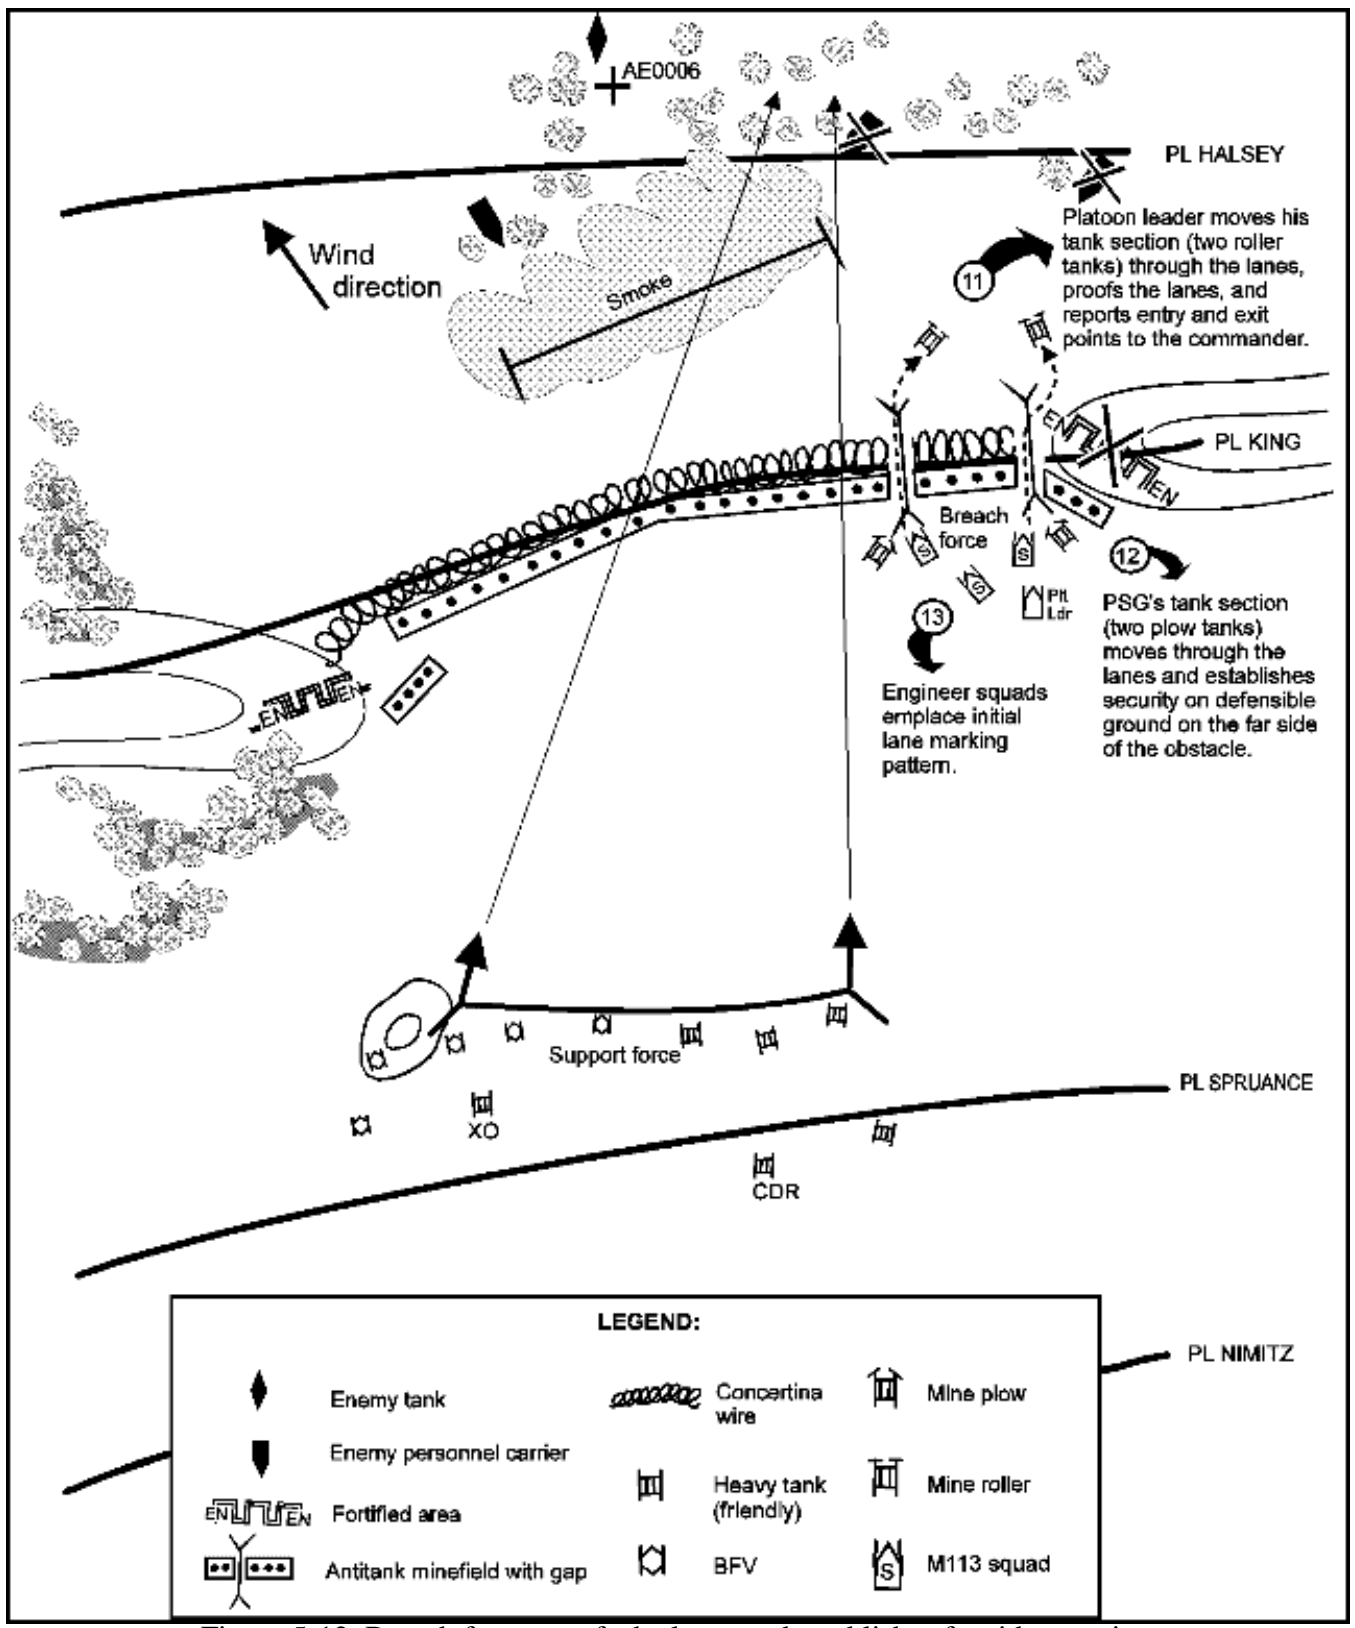 AE0006
PL HALSEY
Wind
direction
Smoke
11
Platoon leader moves his
tank section (two roller
tanks) through the lanes,
proofs the lanes, and
reports entry and exit
points to the commander.
EN
EN
PL KING
Breach
force
S
S
S
Plt
Ldr
12
PSG's tank section
(two plow tanks)
moves through the
lanes and establishes
security on defensible
ground on the far side
of the obstacle.
13
Engineer squads
emplace initial
lane marking
pattern.
EN
EN
Support force
XO
CDR
PL SPRUANCE
PL NIMITZ
LEGEND:
Enemy tank
Concertina
wire
Mine plow
Enemy personnel carrier
Heavy tank
(friendly)
Mine roller
EN
EN
Fortified area
Antitank minefield with gap
BFV
S
M113 squad